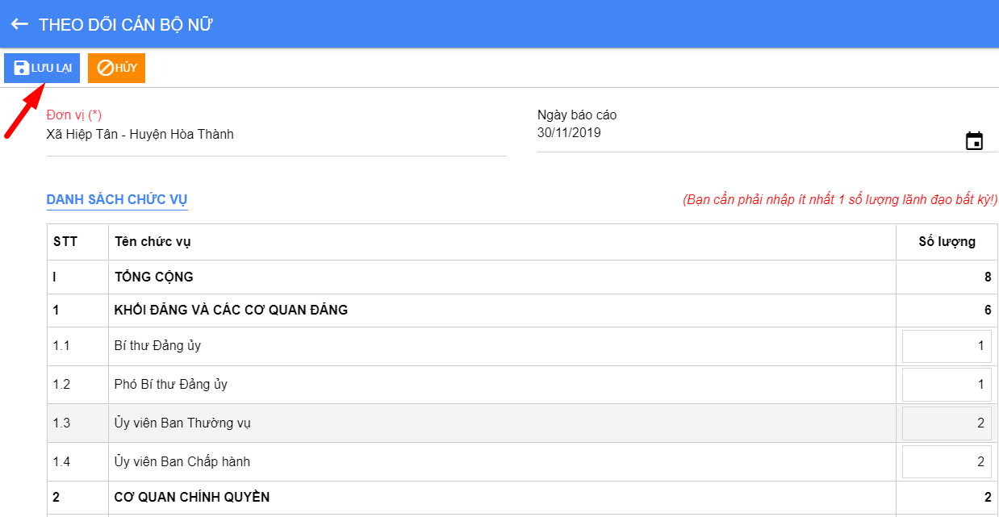 THEO DÕI CÁN BỘ NỮ
LƯU LẠI HỦY
Đơn vị (*)
Xã Hiệp Tân - Huyện Hòa Thành
Ngày báo cáo
30/11/2019
DANH SÁCH CHỨC VỤ
(Bạn cần phải nhập ít nhất 1 số lượng lãnh đạo bất kỳ!)
STT Tên chức vụ Số lượng
I TỔNG CỘNG 8
1 KHỐI ĐẢNG VÀ CÁC CƠ QUAN ĐẢNG 6
1.1 Bí thư Đảng ủy 1
1.2 Phó Bí thư Đảng ủy 1
1.3 Ủy viên Ban Thường vụ 2
1.4 Ủy viên Ban Chấp hành 2
2 CƠ QUAN CHÍNH QUYỀN 2